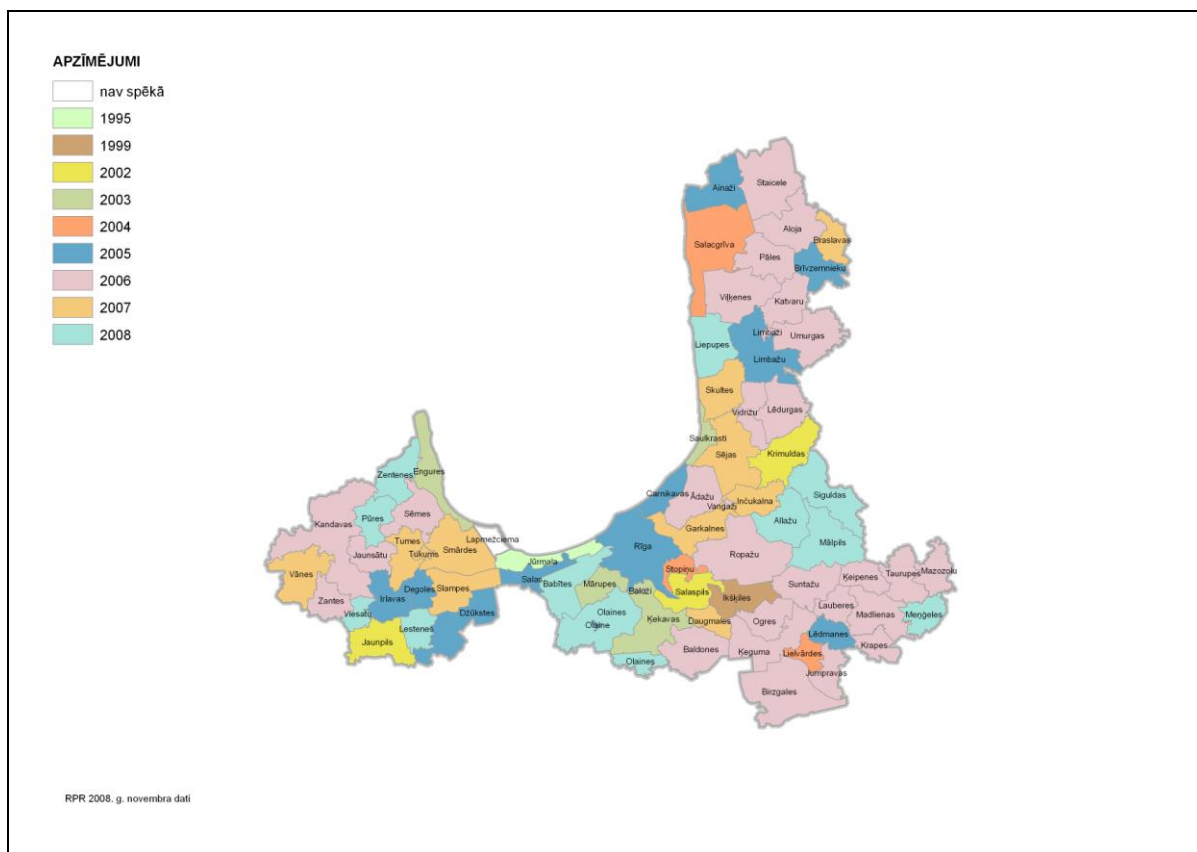 APZĪMĒJUMI
nav spēkā
1995
1999
2002
2003
2004
2005
2006
2007
2008
Ainaži
Staicele
Aloja
Braslavas
Salacgrīva
Pāles
Brīvzemnieku
Viļķenes
Katvaru
Limbaži
Umurgas
Liepupes
Limbažu
Skultes
Vidrižu
Lēdurgas
Saulkrasti
Sējas
Krimuldas
Engures
Zentenes
Carnikavas
Ādažu
Inčukalna
Siguldas
Vangaži
Kandavas
Pūres
Sēmes
Allažu
Garkalnes
Lapmežciema
Tumes
Smārdes
Rīga
Mālpils
Jaunsātu
Tukums
Jūrmala
Ropažu
Vānes
Stopiņu
Salas
Babītes
Mārupes
Baloži
Salaspils
Ikšķiles
Suntažu
Ķeipenes
Taurupes
Mazozolu
Zantes
Irlavas
Degoles
Slampes
Lauberes
Madlienas
Meņģeles
Viesatu
Džūkstes
Olaines
Olaine
Ķekavas
Daugmales
Ogres
Lestenes
Lēdmanes
Jaunpils
Krapes
Baldones
Ķeguma
Lielvārdes
Olaines
Jumpravas
Birzgales
RPR 2008. g. novembra dati